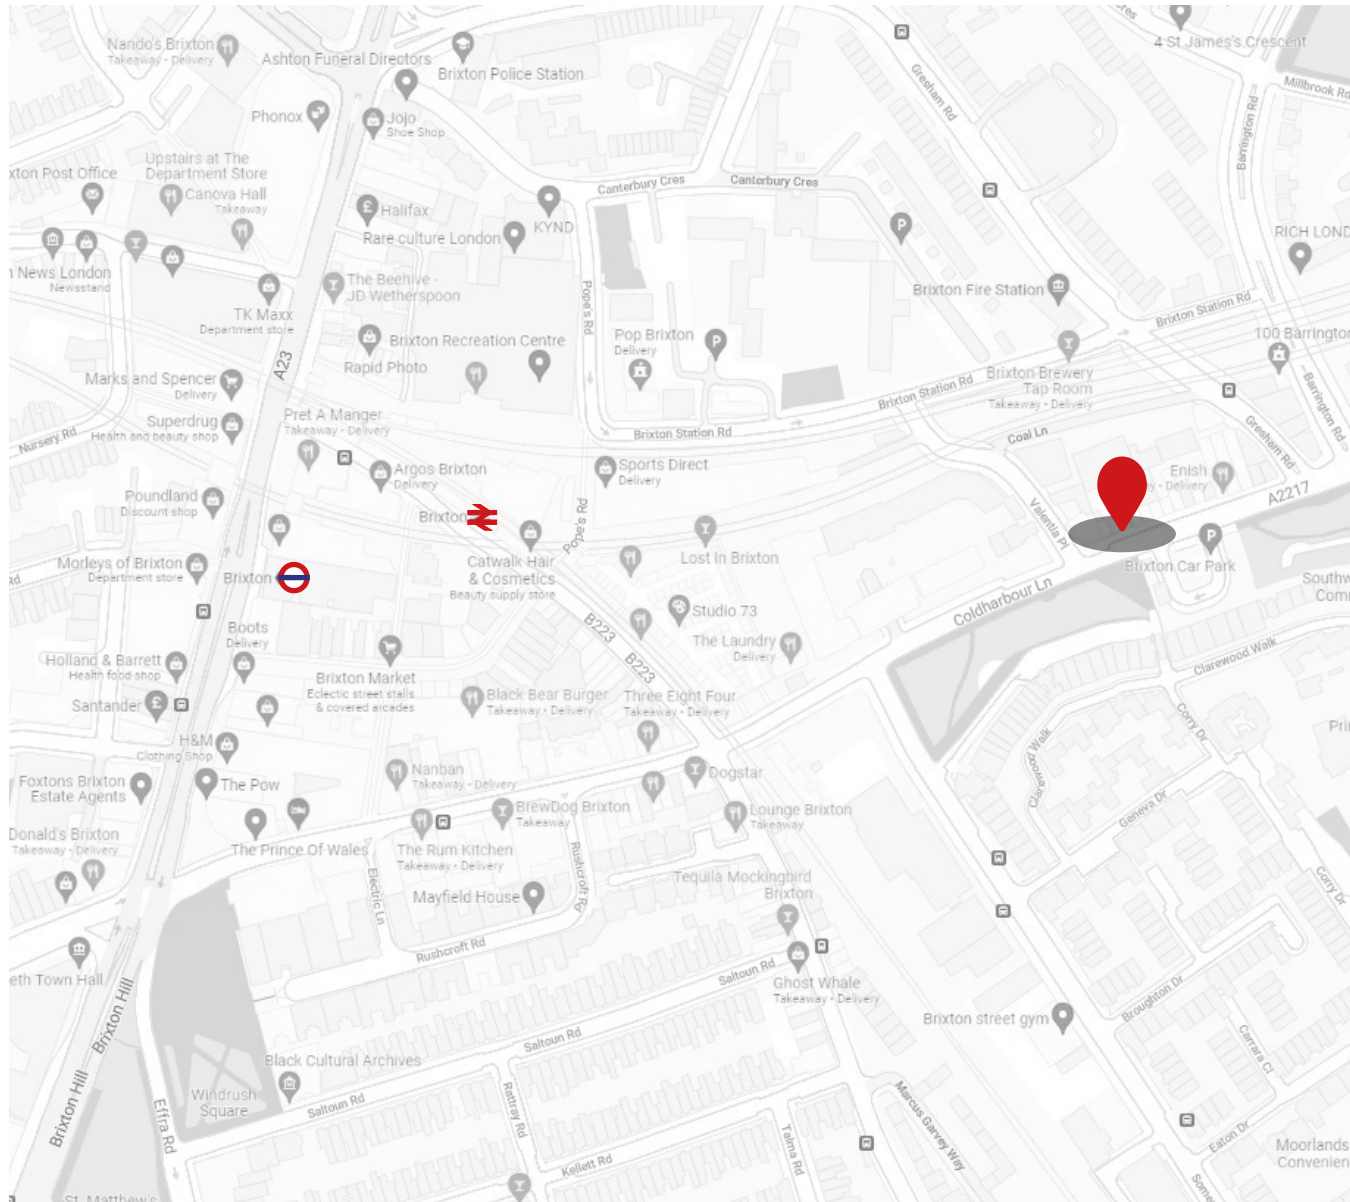 4 St James's Crescent
Nando's Brixton
Takeaway • Delivery
Ashton Funeral Directors
Brixton Police Station
Gresham Rd
Millbrook Rd
Phonox
Jojo
Shoe Shop
Barrington Rd
Upstairs at The
Department Store
xton Post Office
Canova Hall
Takeaway
Canterbury Cres
Canterbury Cres
Halifax
Rare culture London
KYND
RICH LOND
n News London
Newsstand
The Beehive -
JD Wetherspoon
Pope's Rd
Brixton Fire Station
TK Maxx
Department store
Brixton Station Rd
Pop Brixton
Delivery
100 Barrington
A23
Brixton Recreation Centre
Rapid Photo
Brixton Brewery
Tap Room
Takeaway • Delivery
Marks and Spencer
Delivery
Brixton Station Rd
Barrington Rd
Superdrug
Health and beauty shop
Pret A Manger
Takeaway • Delivery
Nursery Rd
Brixton Station Rd
Coal Ln
Gresham Rd
Argos Brixton
Delivery
Sports Direct
Delivery
Enish
y • Delivery
A2217
Poundland
Discount shop
Brixton
Pope's Rd
Valentia Pl
Catwalk Hair
& Cosmetics
Beauty supply store
Lost In Brixton
Morleys of Brixton
Department store
Rd
Brixton
Brixton Car Park
Southw
Com
Coldharbour Ln
Studio 73
B223
The Laundry
Delivery
Boots
Delivery
Holland & Barrett
Health food shop
B223
Clarewood Walk
Brixton Market
Eclectic street stalls
& covered arcades
Black Bear Burger
Takeaway • Delivery
Three Eight Four
Takeaway • Delivery
Santander
Corry Dr
Prin
H&M
Clothing Shop
Clarewood Walk
Foxtons Brixton
Estate Agents
The Pow
Nanban
Takeaway • Delivery
Dogstar
Geneva Dr
BrewDog Brixton
Takeaway
Lounge Brixton
Takeaway
Donald's Brixton
Takeaway • Delivery
The Prince Of Wales
The Rum Kitchen
Takeaway • Delivery
Rushcroft Rd
Electric Ln
Tequila Mockingbird
Brixton
Corry Dr
Mayfield House
Rushcroft Rd
eth Town Hall
Saltoun Rd
Ghost Whale
Takeaway • Delivery
Broughton Dr
Brixton Hill
Brixton street gym
Saltoun Rd
Carrara Cl
Black Cultural Archives
Windrush
Square
Brixton Hill
Saltoun Rd
Rattray Rd
Effra Rd
Marcus Garvey Way
Talma Rd
Eaton Dr
Moorlands
Convenien
Kellett Rd
Some
St. Matthew's